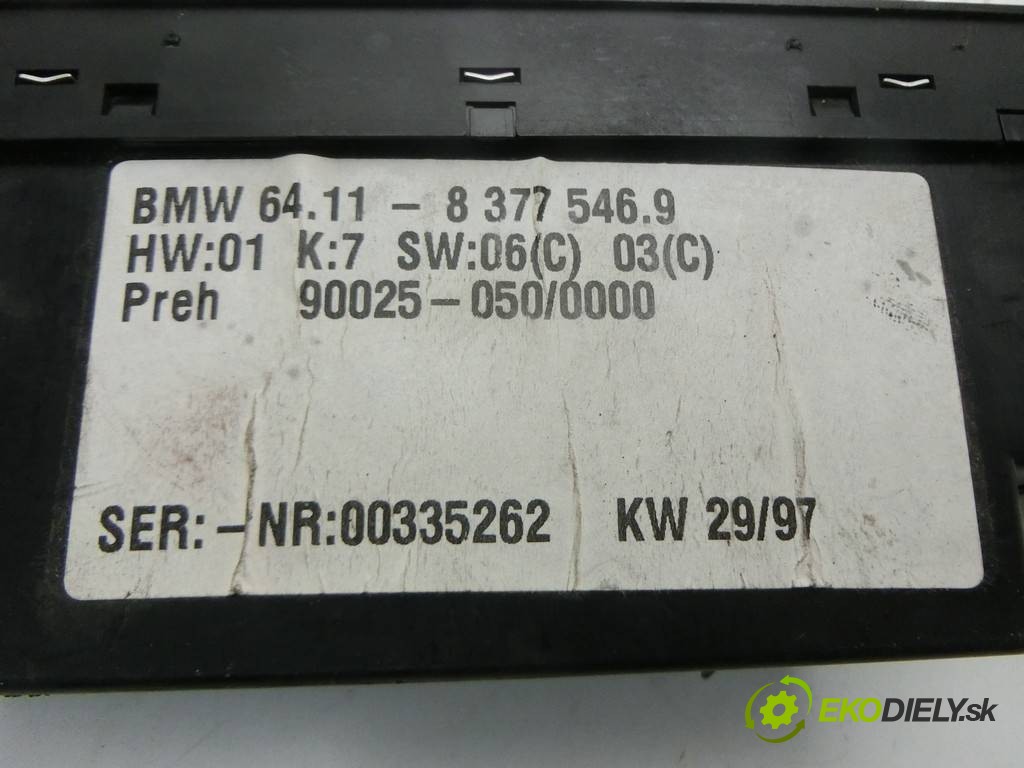 BMW 64.11 – 8 377 546.9
HW:01 K:7 SW:06(C) 03(C)
Preh 90025–050/0000
SER:–NR:00335262 KW 29/97
EKODIELY.sk